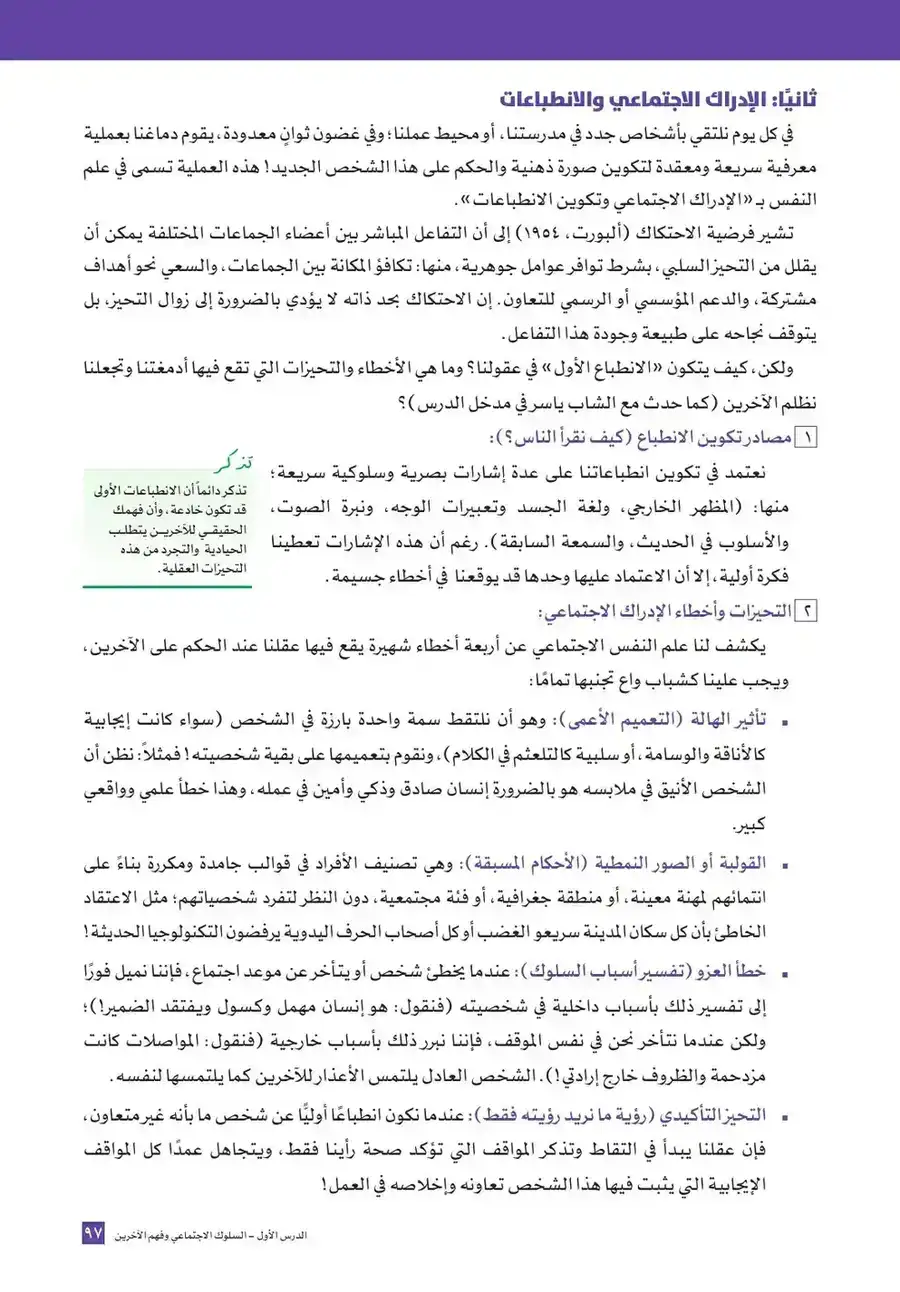 ثانيًا: الإدراك الاجتماعي والانطباعات
في كل يوم نلتقي بأشخاص جدد في مدرستنا، أو محيط عملنا؛ وفي غضون ثوانٍ معدودة، يقوم دماغنا بعملية
معرفية سريعة ومعقدة لتكوين صورة ذهنية والحكم على هذا الشخص الجديد! هذه العملية تسمى في علم
النفس بـ «الإدراك الاجتماعي وتكوين الانطباعات».
تشير فرضية الاحتكاك (ألبورت، ١٩٥٤) إلى أن التفاعل المباشر بين أعضاء الجماعات المختلفة يمكن أن
يقلل من التحيز السلبي، بشرط توافر عوامل جوهرية، منها: تكافؤ المكانة بين الجماعات، والسعي نحو أهداف
مشتركة، والدعم المؤسسي أو الرسمي للتعاون. إن الاحتكاك بحد ذاته لا يؤدي بالضرورة إلى زوال التحيز، بل
يتوقف نجاحه على طبيعة وجودة هذا التفاعل.
ولكن، كيف يتكون «الانطباع الأول» في عقولنا؟ وما هي الأخطاء والتحيزات التي تقع فيها أدمغتنا وتجعلنا
نظلم الآخرين (كما حدث مع الشاب ياسر في مدخل الدرس)؟
١ مصادر تكوين الانطباع (كيف نقرأ الناس؟):
نعتمد في تكوين انطباعاتنا على عدة إشارات بصرية وسلوكية سريعة؛
منها: (المظهر الخارجي، ولغة الجسد وتعبيرات الوجه، ونبرة الصوت،
والأسلوب في الحديث، والسمعة السابقة). رغم أن هذه الإشارات تعطينا
فكرة أولية، إلا أن الاعتماد عليها وحدها قد يوقعنا في أخطاء جسيمة.
تذكر
تذكر دائماً أن الانطباعات الأولى
قد تكون خادعة، وأن فهمك
الحقيقي للآخرين يتطلب
الحيادية والتجرد من هذه
التحيزات العقلية.
٢ التحيزات وأخطاء الإدراك الاجتماعي:
يكشف لنا علم النفس الاجتماعي عن أربعة أخطاء شهيرة يقع فيها عقلنا عند الحكم على الآخرين،
ويجب علينا كشباب واع تجنبها تمامًا:
▪ تأثير الهالة (التعميم الأعمى): وهو أن نلتقط سمة واحدة بارزة في الشخص (سواء كانت إيجابية
كالأناقة والوسامة، أو سلبية كالتلعثم في الكلام)، ونقوم بتعميمها على بقية شخصيته! فمثلاً: نظن أن
الشخص الأنيق في ملابسه هو بالضرورة إنسان صادق وذكي وأمين في عمله، وهذا خطأ علمي وواقعي
كبير.
▪ القولبة أو الصور النمطية (الأحكام المسبقة): وهي تصنيف الأفراد في قوالب جامدة ومكررة بناءً على
انتمائهم لمهنة معينة، أو منطقة جغرافية، أو فئة مجتمعية، دون النظر لتفرد شخصياتهم؛ مثل الاعتقاد
الخاطئ بأن كل سكان المدينة سريعو الغضب أو كل أصحاب الحرف اليدوية يرفضون التكنولوجيا الحديثة!
▪ خطأ العزو (تفسير أسباب السلوك): عندما يخطئ شخص أو يتأخر عن موعد اجتماع، فإننا نميل فورًا
إلى تفسير ذلك بأسباب داخلية في شخصيته (فنقول: هو إنسان مهمل وكسول ويفتقد الضمير!)؛
ولكن عندما نتأخر نحن في نفس الموقف، فإننا نبرر ذلك بأسباب خارجية (فنقول: المواصلات كانت
مزدحمة والظروف خارج إرادتي!). الشخص العادل يلتمس الأعذار للآخرين كما يلتمسها لنفسه.
▪ التحيز التأكيدي (رؤية ما نريد رؤيته فقط): عندما نكون انطباعًا أوليًّا عن شخص ما بأنه غير متعاون،
فإن عقلنا يبدأ في التقاط وتذكر المواقف التي تؤكد صحة رأينا فقط، ويتجاهل عمدًا كل المواقف
الإيجابية التي يثبت فيها هذا الشخص تعاونه وإخلاصه في العمل!
الدرس الأول - السلوك الاجتماعي وفهم الآخرين ٩٧